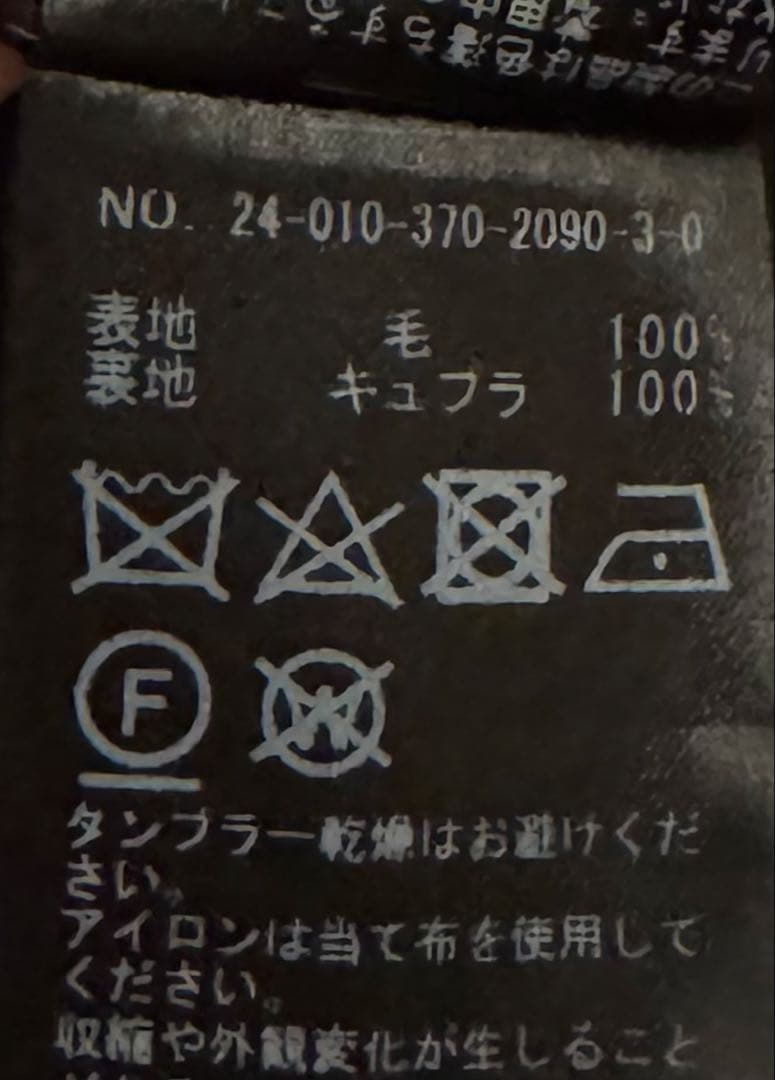 NO. 24-010-370-2090-3-0
表地 毛 100%
裏地 キュプラ 100%
F
W
タンブラー乾燥はお避けくだ
さい。
アイロンは当て布を使用して
ください。
収縮や外観変化が生じること